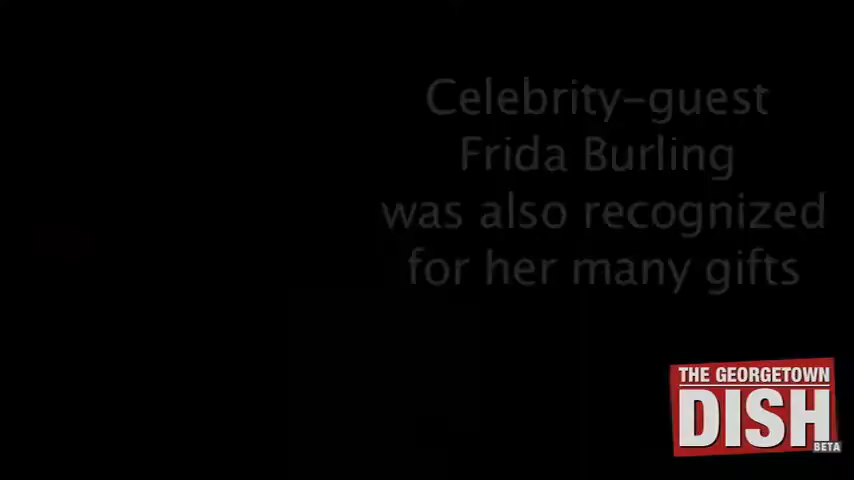 Celebrity-guest
Frida Burling
was also recognized
for her many gifts
THE GEORGETOWN
DISH
BETA